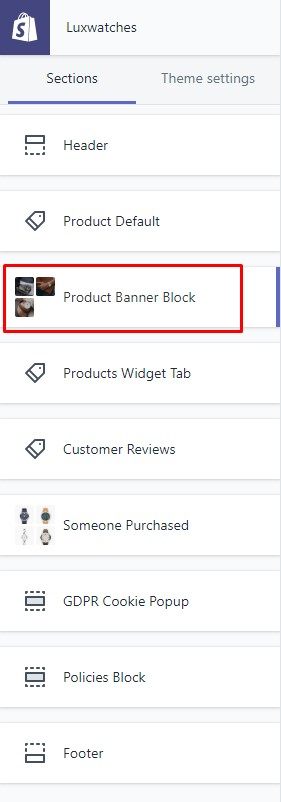 Luxwatches
Sections Theme settings
Header
Product Default
Product Banner Block
Products Widget Tab
Customer Reviews
Someone Purchased
GDPR Cookie Popup
Policies Block
Footer